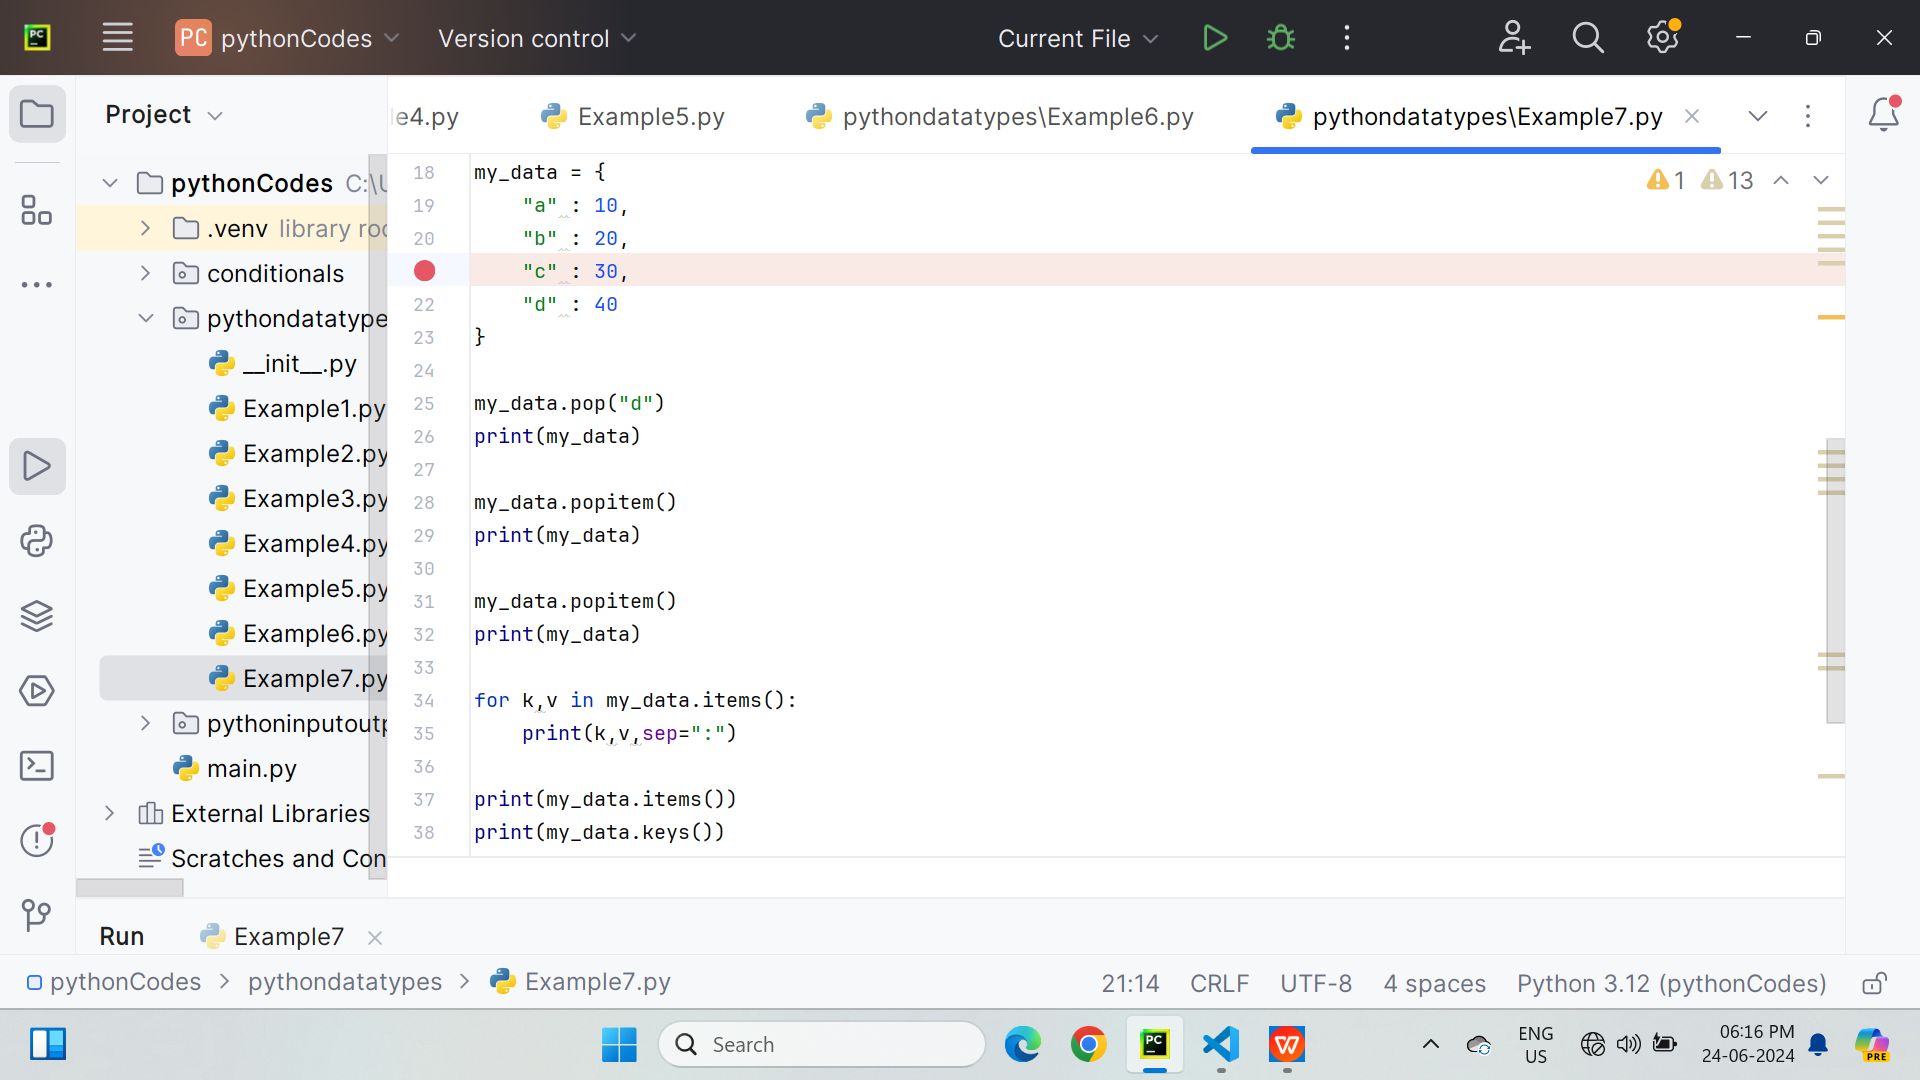 PC pythonCodes Version control Current File
Project
le4.py Example5.py pythondatatypes\Example6.py pythondatatypes\Example7.py
pythonCodes C:\U
.venv library roo
conditionals
pythondatatype
__init__.py
Example1.py
Example2.py
Example3.py
Example4.py
Example5.py
Example6.py
Example7.py
pythoninputoutp
main.py
External Libraries
Scratches and Con
1 13
18 my_data = {
19 "a" : 10,
20 "b" : 20,
"c" : 30,
22 "d" : 40
23 }
24
25 my_data.pop("d")
26 print(my_data)
27
28 my_data.popitem()
29 print(my_data)
30
31 my_data.popitem()
32 print(my_data)
33
34 for k,v in my_data.items():
35 print(k,v,sep=":")
36
37 print(my_data.items())
38 print(my_data.keys())
Run Example7
pythonCodes > pythondatatypes > Example7.py 21:14 CRLF UTF-8 4 spaces Python 3.12 (pythonCodes)
Search PC ENG 06:16 PM
US 24-06-2024 PRE